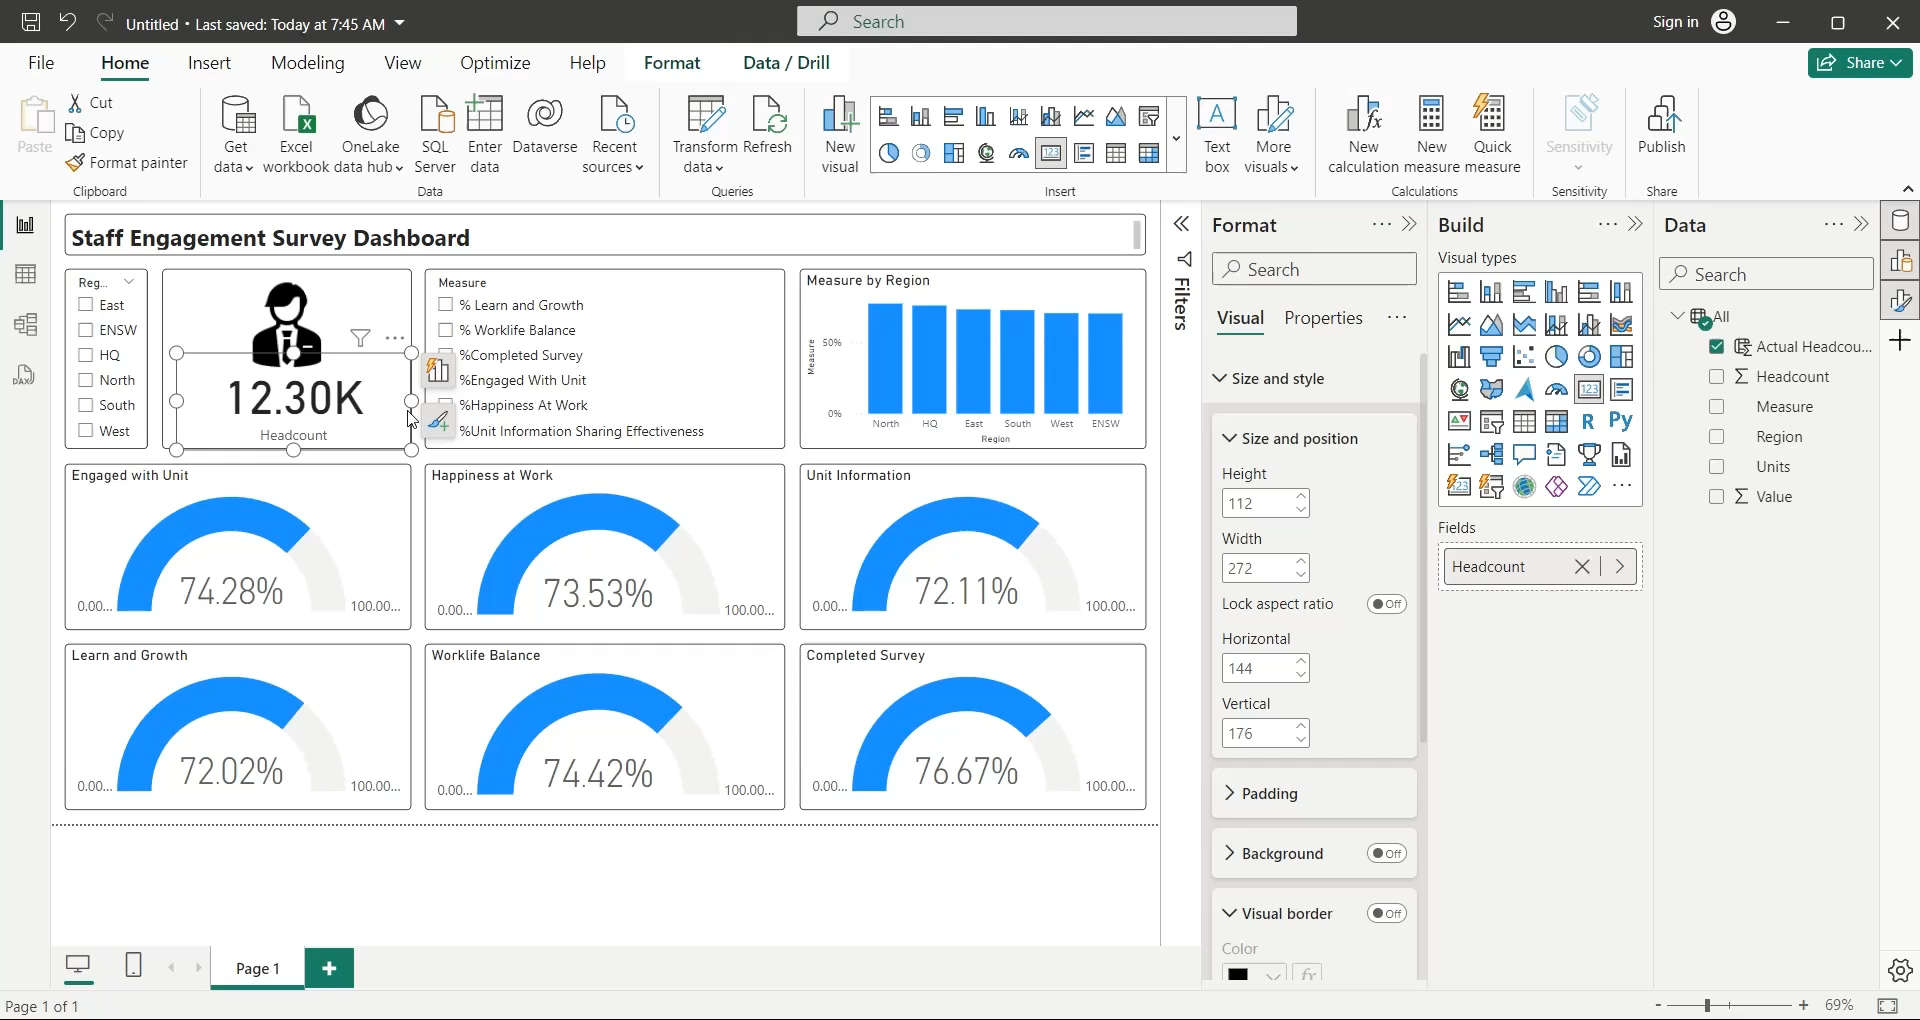 Untitled • Last saved: Today at 7:45 AM
Search
Sign in
File Home Insert Modeling View Optimize Help Format Data / Drill
Share
Paste
Cut
Copy
Format painter
Clipboard
Get data
Excel workbook
OneLake data hub
SQL Server
Enter data
Dataverse
Recent sources
Data
Transform data
Refresh
Queries
New visual
Text box
More visuals
Insert
New calculation
New measure
Quick measure
Calculations
Sensitivity
Sensitivity
Publish
Share
DAX
Staff Engagement Survey Dashboard
Reg...
East
ENSW
HQ
North
South
West
12.30K
Headcount
Measure
% Learn and Growth
% Worklife Balance
%Completed Survey
%Engaged With Unit
%Happiness At Work
%Unit Information Sharing Effectiveness
Measure by Region
Measure
50%
0%
North HQ East South West ENSW
Region
Engaged with Unit
74.28%
0.00... 100.00...
Happiness at Work
73.53%
0.00... 100.00...
Unit Information
72.11%
0.00... 100.00...
Learn and Growth
72.02%
0.00... 100.00...
Worklife Balance
74.42%
0.00... 100.00...
Completed Survey
76.67%
0.00... 100.00...
Filters
Format
Search
Visual Properties
Size and style
Size and position
Height
112
Width
272
Lock aspect ratio Off
Horizontal
144
Vertical
176
Padding
Background Off
Visual border Off
Color
fx
Build
Visual types
123
R Py
123
Fields
Headcount
Data
Search
All
Actual Headcou...
Headcount
Measure
Region
Units
Value
Page 1
Page 1 of 1
- + 69%